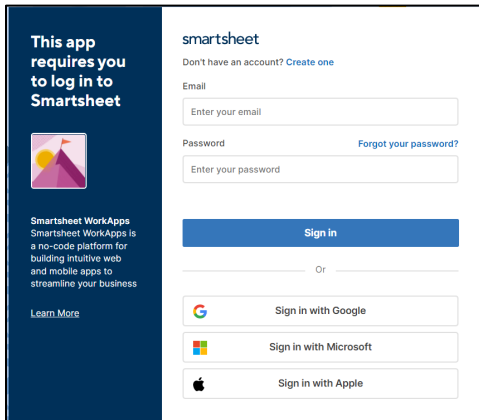 This app
requires you
to log in to
Smartsheet
Smartsheet WorkApps
Smartsheet WorkApps is
a no-code platform for
building intuitive web
and mobile apps to
streamline your business
Learn More
smartsheet
Don't have an account? Create one
Email
Enter your email
Password Forgot your password?
Enter your password
Sign in
Or
Sign in with Google
Sign in with Microsoft
Sign in with Apple